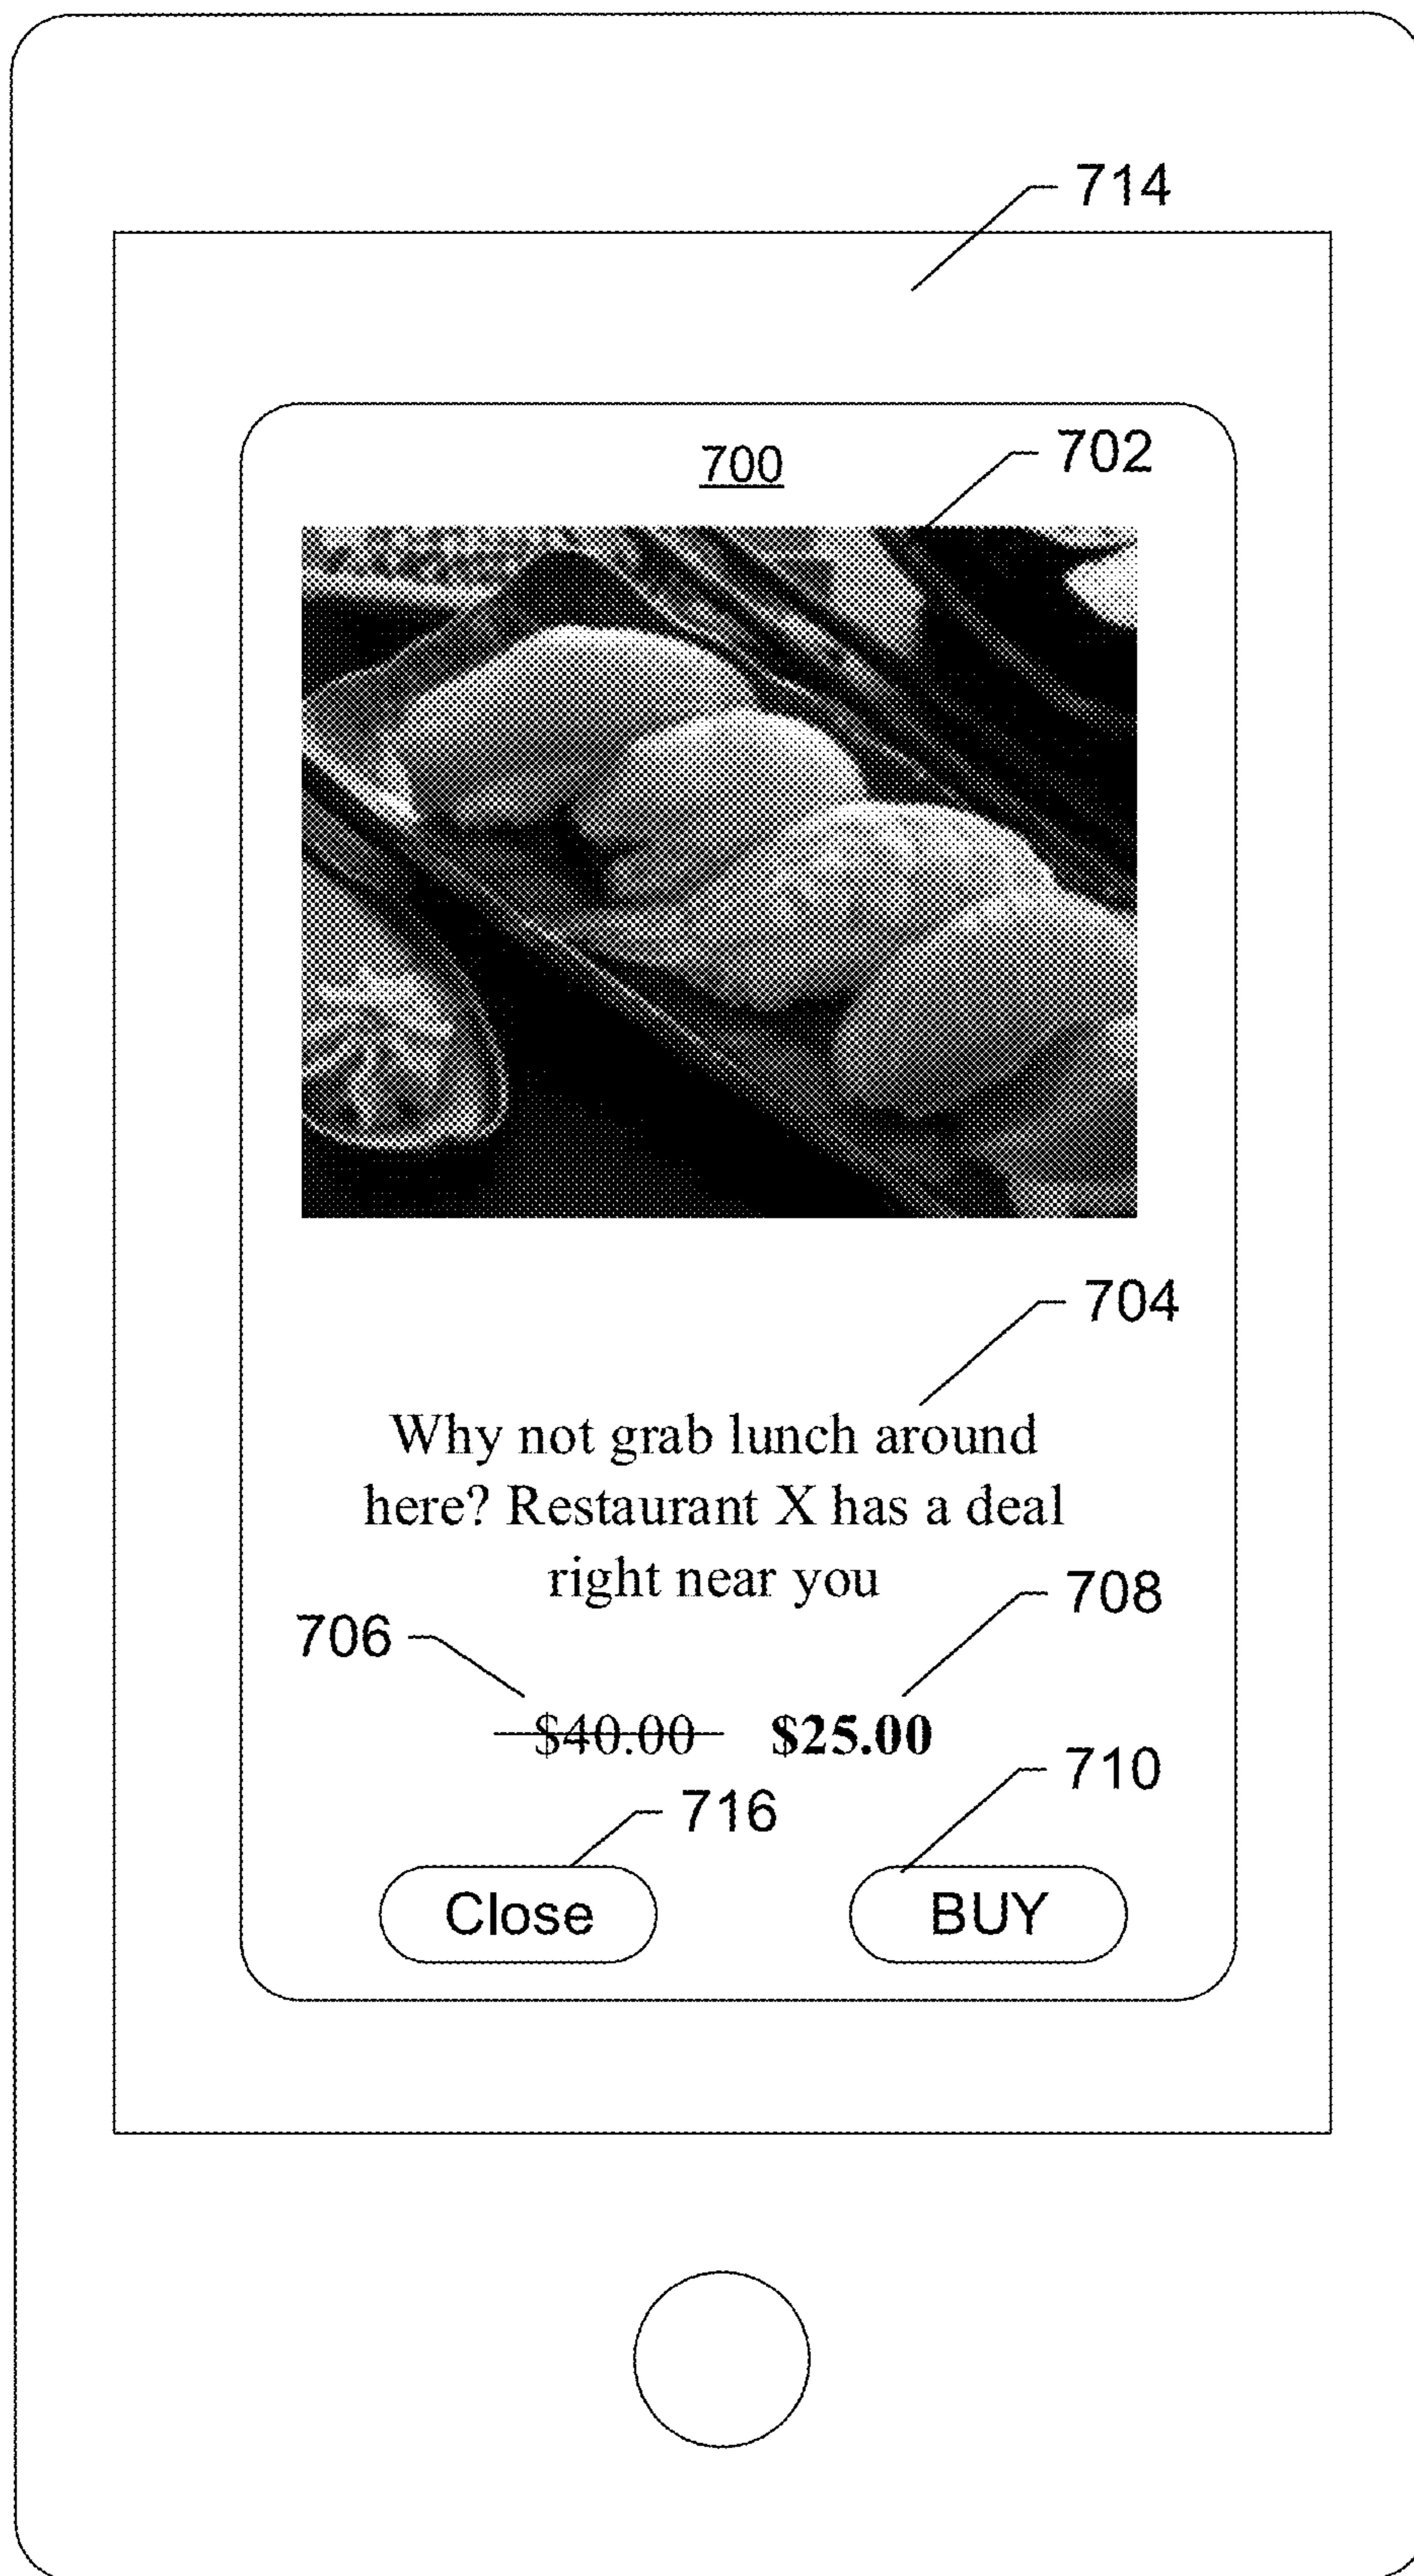 714
700
702
704
Why not grab lunch around
here? Restaurant X has a deal
right near you
708
706
$40.00 $25.00
710
716
Close BUY